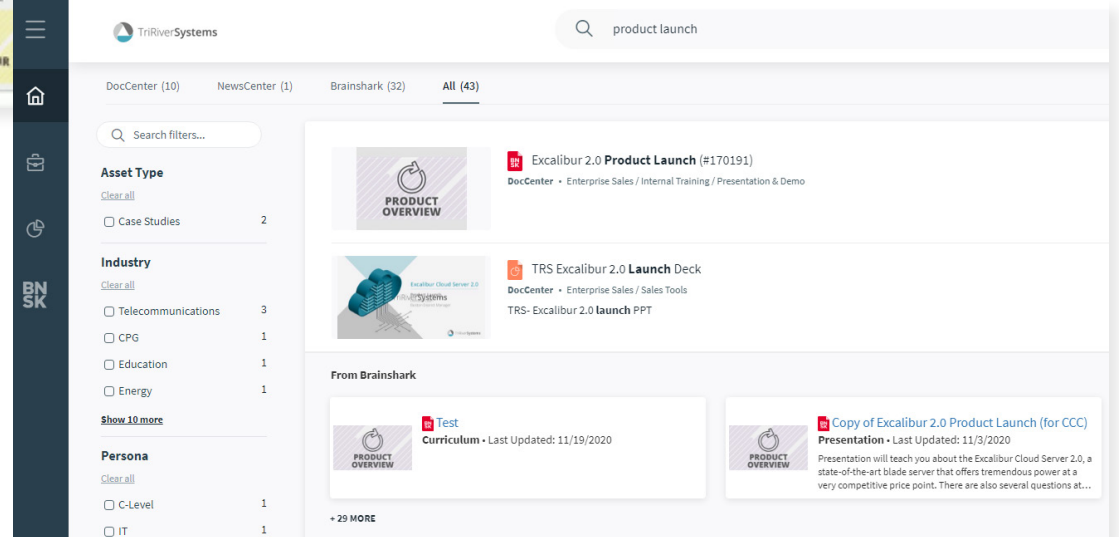 TriRiverSystems
product launch
DocCenter (10) NewsCenter (1) Brainshark (32) All (43)
Search filters...
Asset Type
Clear all
Case Studies 2
Industry
Clear all
Telecommunications 3
CPG 1
Education 1
Energy 1
Show 10 more
Persona
Clear all
C-Level 1
IT 1
BN
SK
PRODUCT
OVERVIEW
BN
SK
Excalibur 2.0 Product Launch (#170191)
DocCenter • Enterprise Sales / Internal Training / Presentation & Demo
Excalibur Cloud Server 2.0
TriRiverSystems
TRS Excalibur 2.0 Launch Deck
DocCenter • Enterprise Sales / Sales Tools
TRS- Excalibur 2.0 launch PPT
From Brainshark
PRODUCT
OVERVIEW
Test
Curriculum • Last Updated: 11/19/2020
PRODUCT
OVERVIEW
Copy of Excalibur 2.0 Product Launch (for CCC)
Presentation • Last Updated: 11/3/2020
Presentation will teach you about the Excalibur Cloud Server 2.0, a
state-of-the-art blade server that offers tremendous power at a
very competitive price point. There are also several questions at...
+ 29 MORE